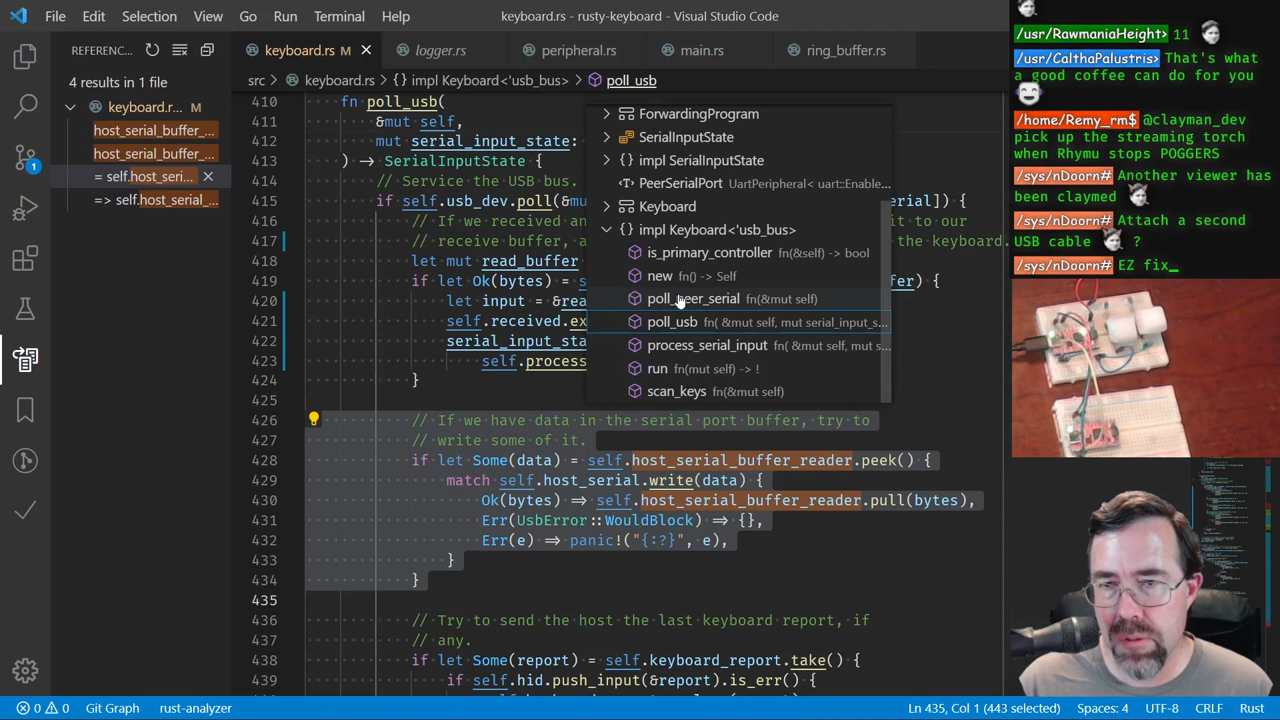 File Edit Selection View Go Run Terminal Help keyboard.rs - rusty-keyboard - Visual Studio Code
REFERENC...
4 results in 1 file
keyboard.r... M
host_serial_buffer_...
host_serial_buffer_...
= self.host_seri...
=> self.host_serial_...
keyboard.rs M logger.rs peripheral.rs main.rs ring_buffer.rs
src > keyboard.rs > {} impl Keyboard<'usb_bus> > poll_usb
410 fn poll_usb(
411 &mut self,
412 mut serial_input_state:
413 ) -> SerialInputState {
414 // Service the USB bus.
415 if self.usb_dev.poll(&mu ial]) {
416 // If we received an t to our
417 // receive buffer, a the keyboard.
418 let mut read_buffer
419 if let Ok(bytes) = s fer) {
420 let input = &rea
421 self.received.ex
422 serial_input_sta
423 self.process
424 }
425
426 // If we have data in the serial port buffer, try to
427 // write some of it.
428 if let Some(data) = self.host_serial_buffer_reader.peek() {
429 match self.host_serial.write(data) {
430 Ok(bytes) => self.host_serial_buffer_reader.pull(bytes),
431 Err(UsbError::WouldBlock) => {},
432 Err(e) => panic!("{:?}", e),
433 }
434 }
435
436 // Try to send the host the last keyboard report, if
437 // any.
438 if let Some(report) = self.keyboard_report.take() {
439 if self.hid.push_input(&report).is_err() {
ForwardingProgram
SerialInputState
{} impl SerialInputState
PeerSerialPort UartPeripheral< uart::Enable...
Keyboard
{} impl Keyboard<'usb_bus>
is_primary_controller fn(&self) -> bool
new fn() -> Self
poll_peer_serial fn(&mut self)
poll_usb fn( &mut self, mut serial_input_s...
process_serial_input fn( &mut self, mut s...
run fn(mut self) -> !
scan_keys fn(&mut self)
/usr/RawmaniaHeight> 11
/usr/CalthaPalustris> That's what
a good coffee can do for you
/home/Remy_rm$ @clayman_dev
pick up the streaming torch
when Rhymu stops POGGERS
/sys/nDoorn# Another viewer has
been claymed
/sys/nDoorn# Attach a second
USB cable ?
/sys/nDoorn# EZ fix_
1
0 0 Git Graph rust-analyzer Ln 435, Col 1 (443 selected) Spaces: 4 UTF-8 CRLF Rust